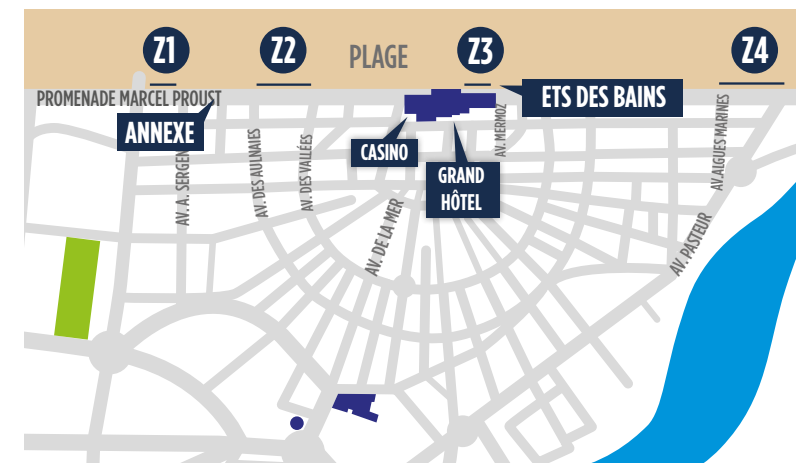 Z1
Z2
PLAGE
Z3
Z4
PROMENADE MARCEL PROUST
ETS DES BAINS
ANNEXE
CASINO
GRAND
HÔTEL
AV. MERMOZ
AV.ALGUES MARINES
AV. A. SERGEN
AV. DES AULNAIES
AV. DES VALLÉES
AV. DE LA MER
AV. PASTEUR